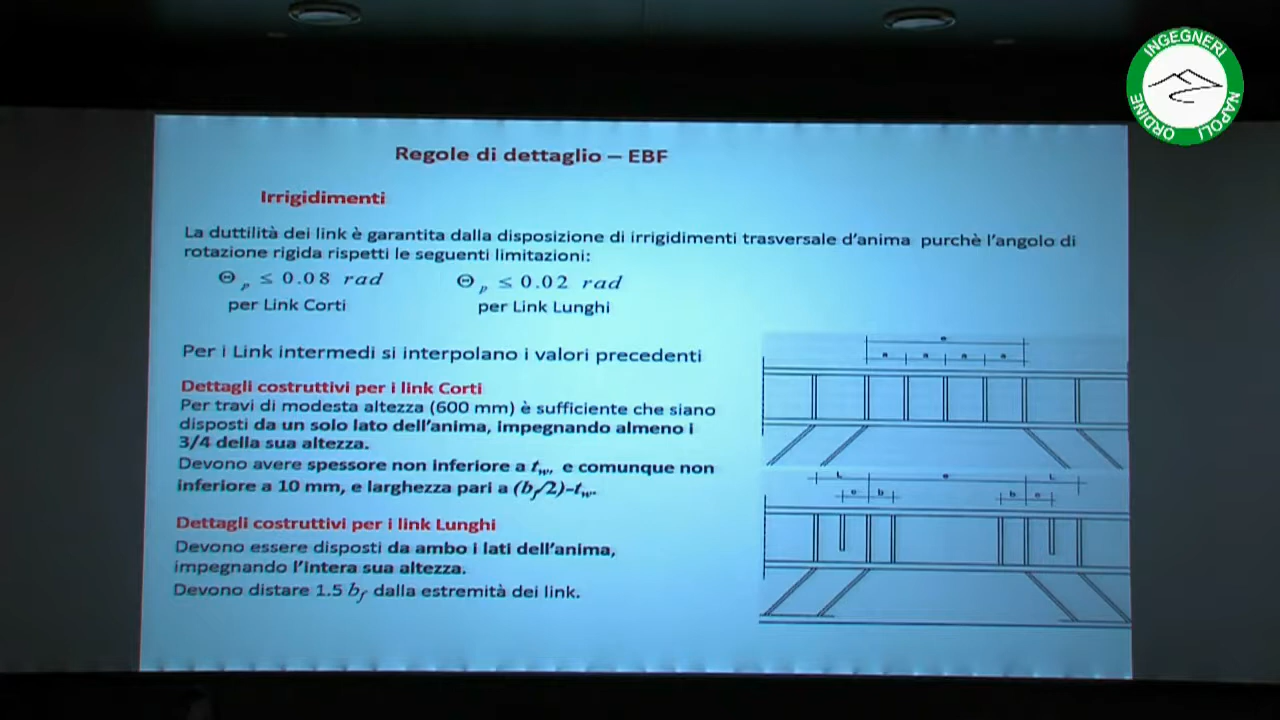 INGEGNERI
ORDINE NAPOLI
Regole di dettaglio – EBF
Irrigidimenti
La duttilità dei link è garantita dalla disposizione di irrigidimenti trasversale d'anima purchè l'angolo di
rotazione rigida rispetti le seguenti limitazioni:
Θp ≤ 0.08 rad Θp ≤ 0.02 rad
per Link Corti per Link Lunghi
Per i Link intermedi si interpolano i valori precedenti
Dettagli costruttivi per i link Corti
Per travi di modesta altezza (600 mm) è sufficiente che siano
disposti da un solo lato dell'anima, impegnando almeno i
3/4 della sua altezza.
Devono avere spessore non inferiore a tw, e comunque non
inferiore a 10 mm, e larghezza pari a (bf/2)–tw.
Dettagli costruttivi per i link Lunghi
Devono essere disposti da ambo i lati dell'anima,
impegnando l'intera sua altezza.
Devono distare 1.5 bf dalla estremità dei link.